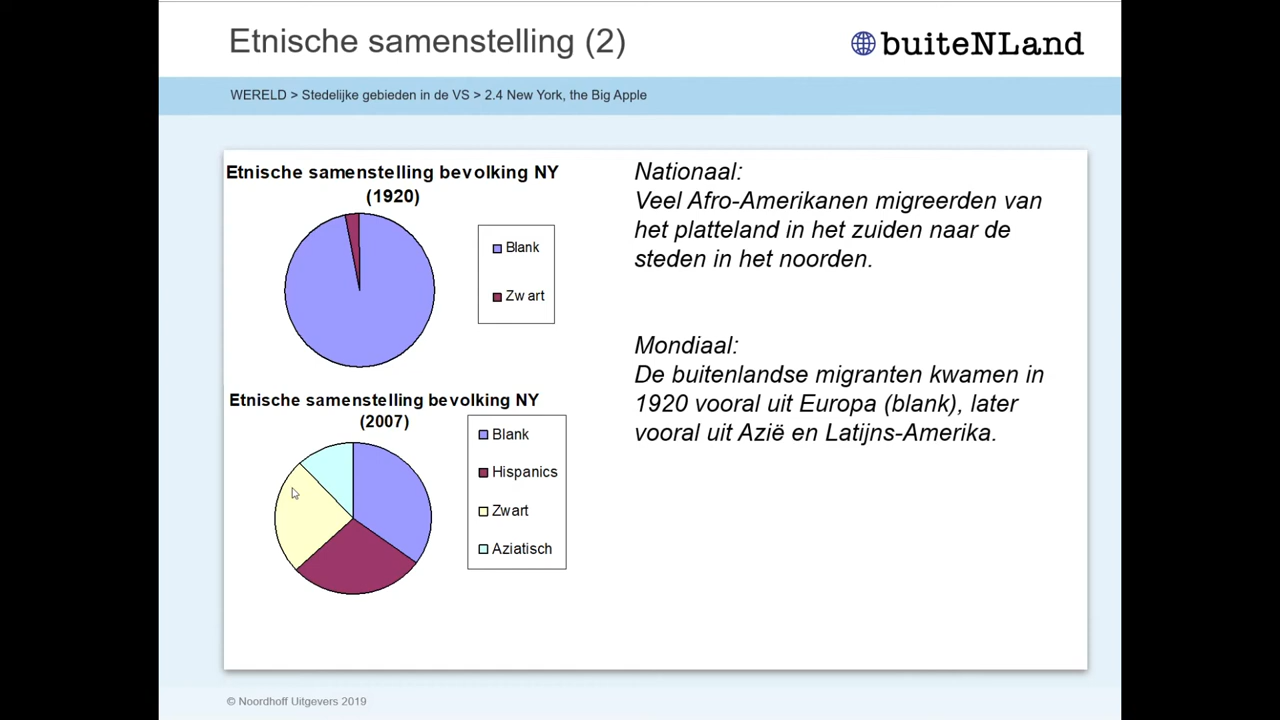 Etnische samenstelling (2)
buiteNLand
WERELD > Stedelijke gebieden in de VS > 2.4 New York, the Big Apple
Etnische samenstelling bevolking NY
(1920)
Blank
Zwart
Nationaal:
Veel Afro-Amerikanen migreerden van
het platteland in het zuiden naar de
steden in het noorden.
Mondiaal:
De buitenlandse migranten kwamen in
1920 vooral uit Europa (blank), later
vooral uit Azië en Latijns-Amerika.
Etnische samenstelling bevolking NY
(2007)
Blank
Hispanics
Zwart
Aziatisch
© Noordhoff Uitgevers 2019